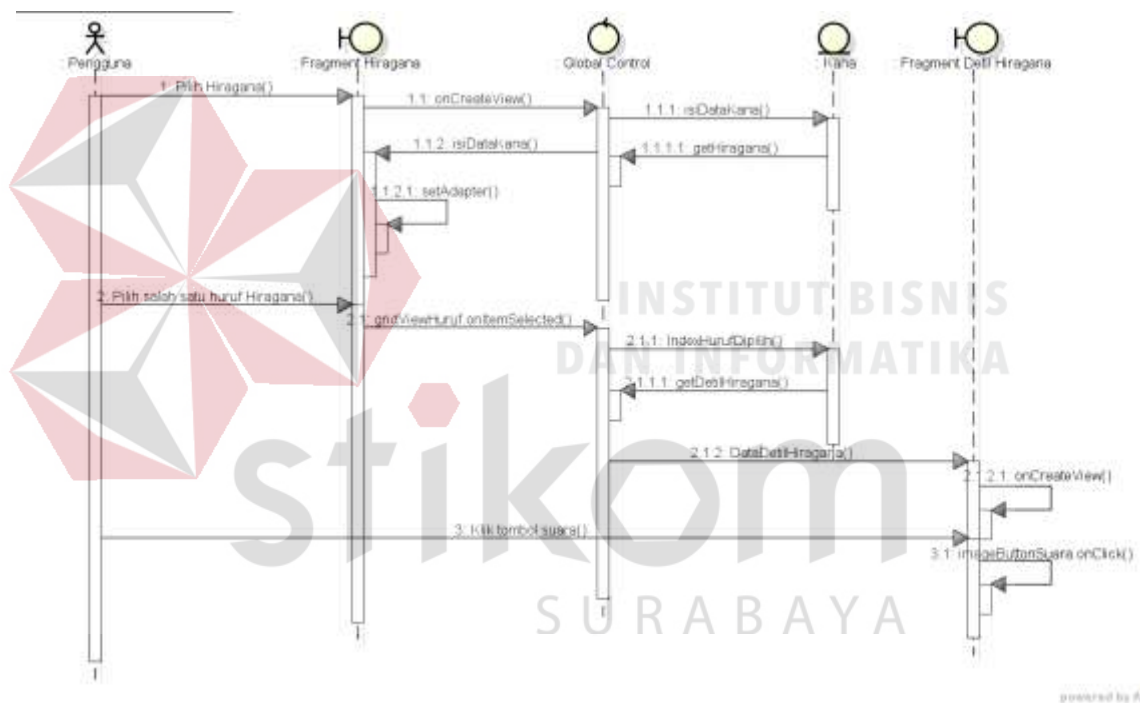 : Pengguna
: Fragment Hiragana
: Global Control
: Kana
: Fragment Detil Hiragana
1: Pilih Hiragana()
1.1: onCreateView()
1.1.1: isiDataKana()
1.1.2: isiDataKana()
1.1.1.1: getHiragana()
1.1.2.1: setAdapter()
2: Pilih salah satu huruf Hiragana()
2.1: gridViewHuruf.onItemSelected()
2.1.1: IndexHurufDipilih()
2.1.1.1: getDetilHiragana()
2.1.2: DataDetilHiragana()
2.1.2.1: onCreateView()
3: Klik tombol suara()
3.1: imageButtonSuara.onClick()
INSTITUT BISNIS
DAN INFORMATIKA
stikom
SURABAYA
powered by A